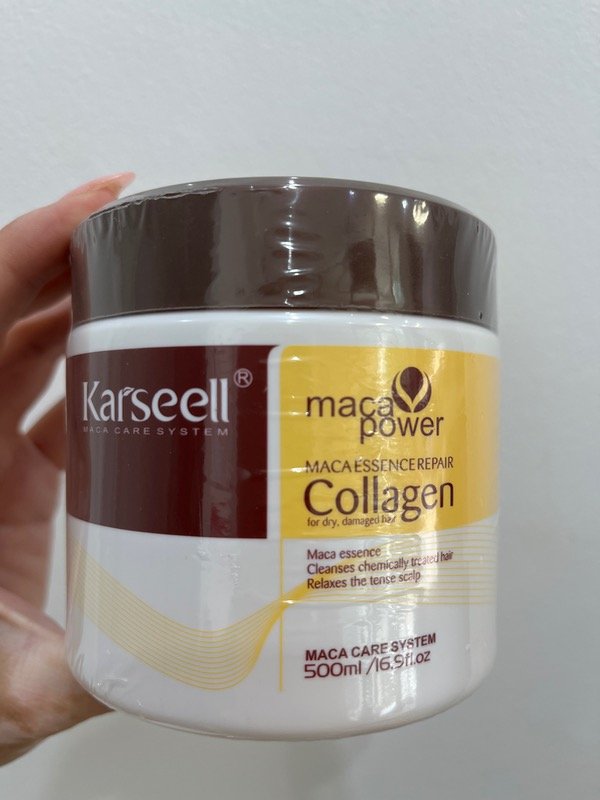 Karseell®
MACA CARE SYSTEM
maca
power
MACA ESSENCE REPAIR
Collagen
for dry, damaged hair
Maca essence
Cleanses chemically treated hair
Relaxes the tense scalp
MACA CARE SYSTEM
500ml /16.9fl.oz